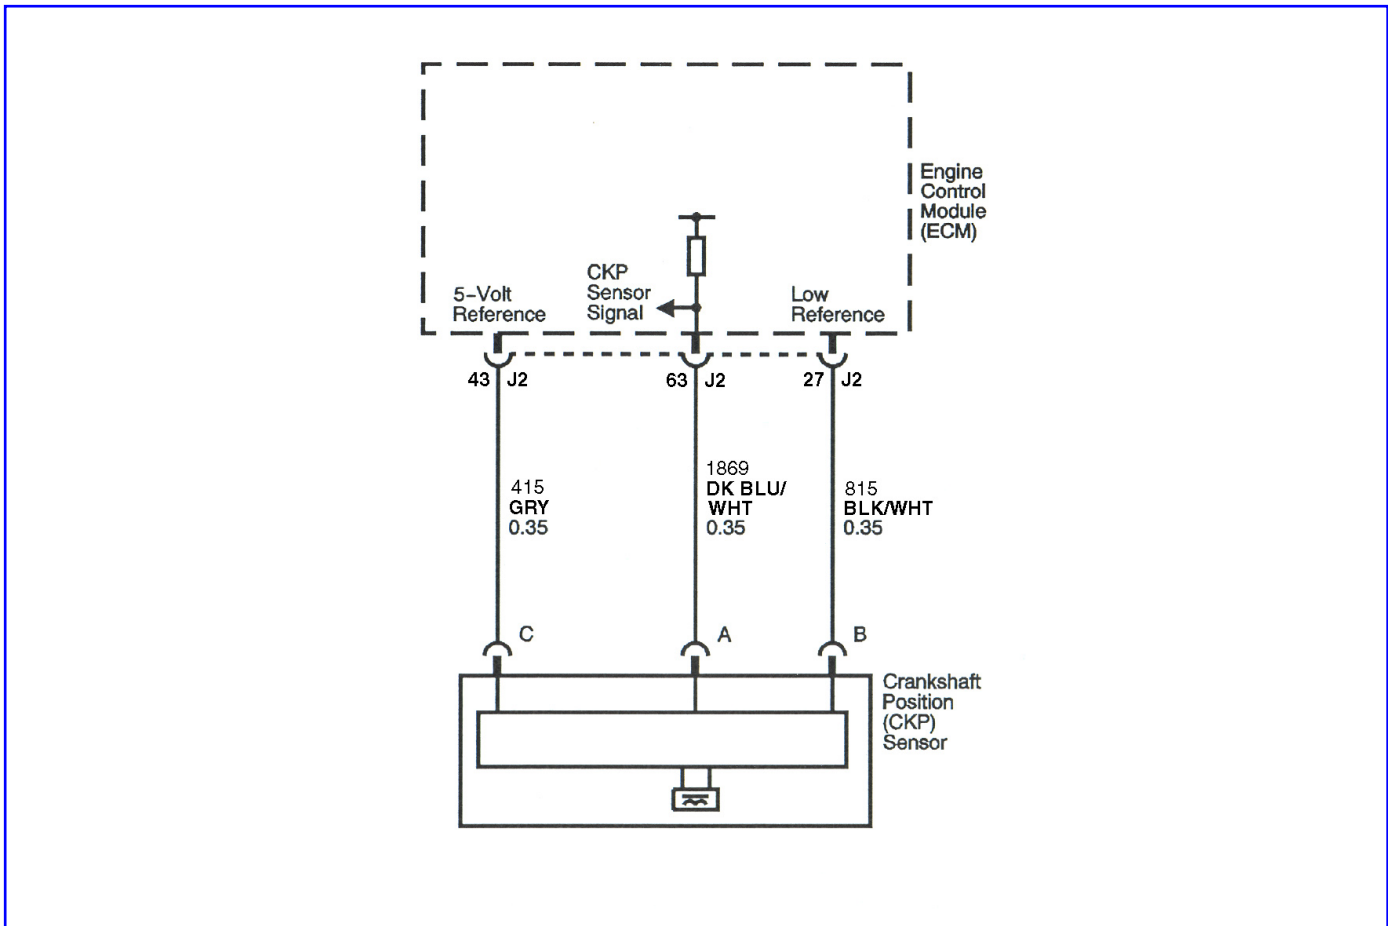 Engine
Control
Module
(ECM)
CKP
Sensor
Signal
5-Volt
Reference
Low
Reference
43 J2
63 J2
27 J2
415
GRY
0.35
1869
DK BLU/
WHT
0.35
815
BLK/WHT
0.35
C
A
B
Crankshaft
Position
(CKP)
Sensor